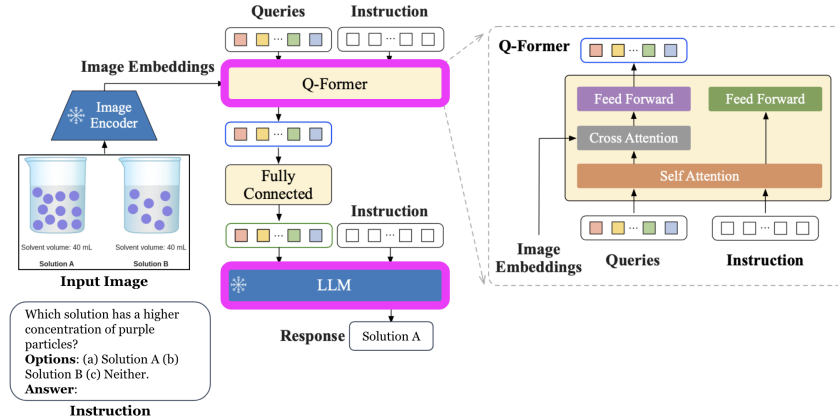 Queries
Instruction
Image Embeddings
Q-Former
Image
Encoder
Fully
Connected
Instruction
LLM
Response
Solution A
Solvent volume: 40 mL
Solvent volume: 40 mL
Solution A
Solution B
Input Image
Which solution has a higher
concentration of purple
particles?
Options: (a) Solution A (b)
Solution B (c) Neither.
Answer:
Instruction
Q-Former
Feed Forward
Feed Forward
Cross Attention
Self Attention
Image
Embeddings
Queries
Instruction